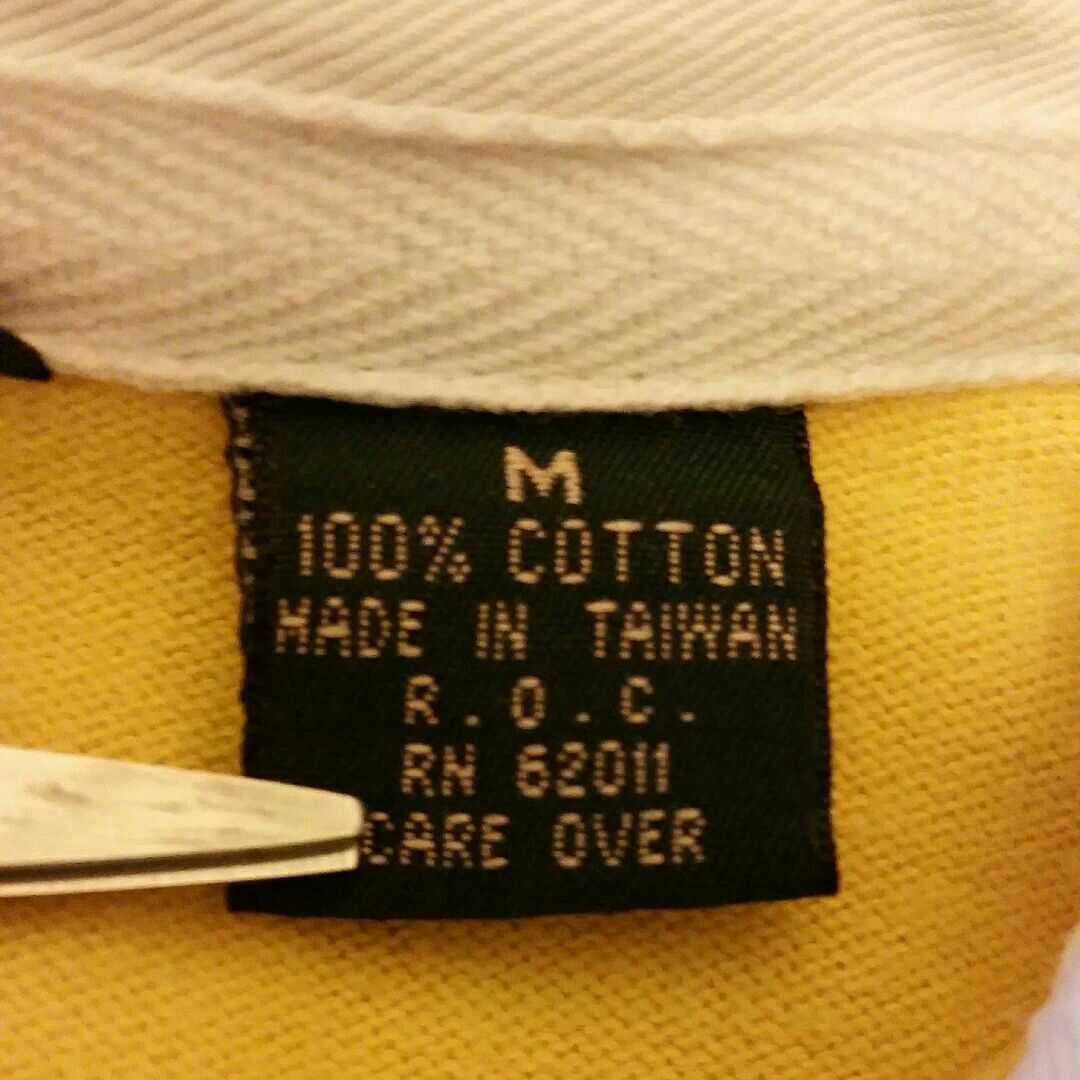 M
100% COTTON
MADE IN TAIWAN
R.O.C.
RN 62011
CARE OVER